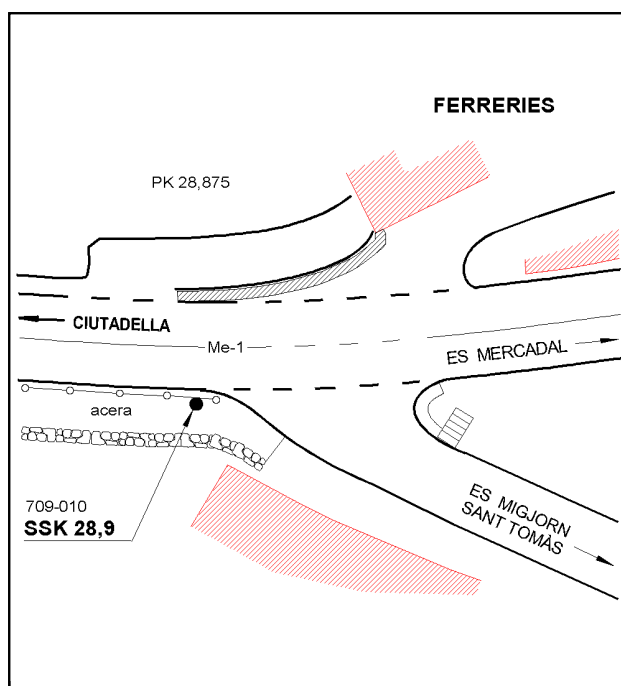 FERRERIES
PK 28,875
CIUTADELLA
Me-1
ES MERCADAL
acera
709-010
SSK 28,9
ES MIGJORN
SANT TOMÀS